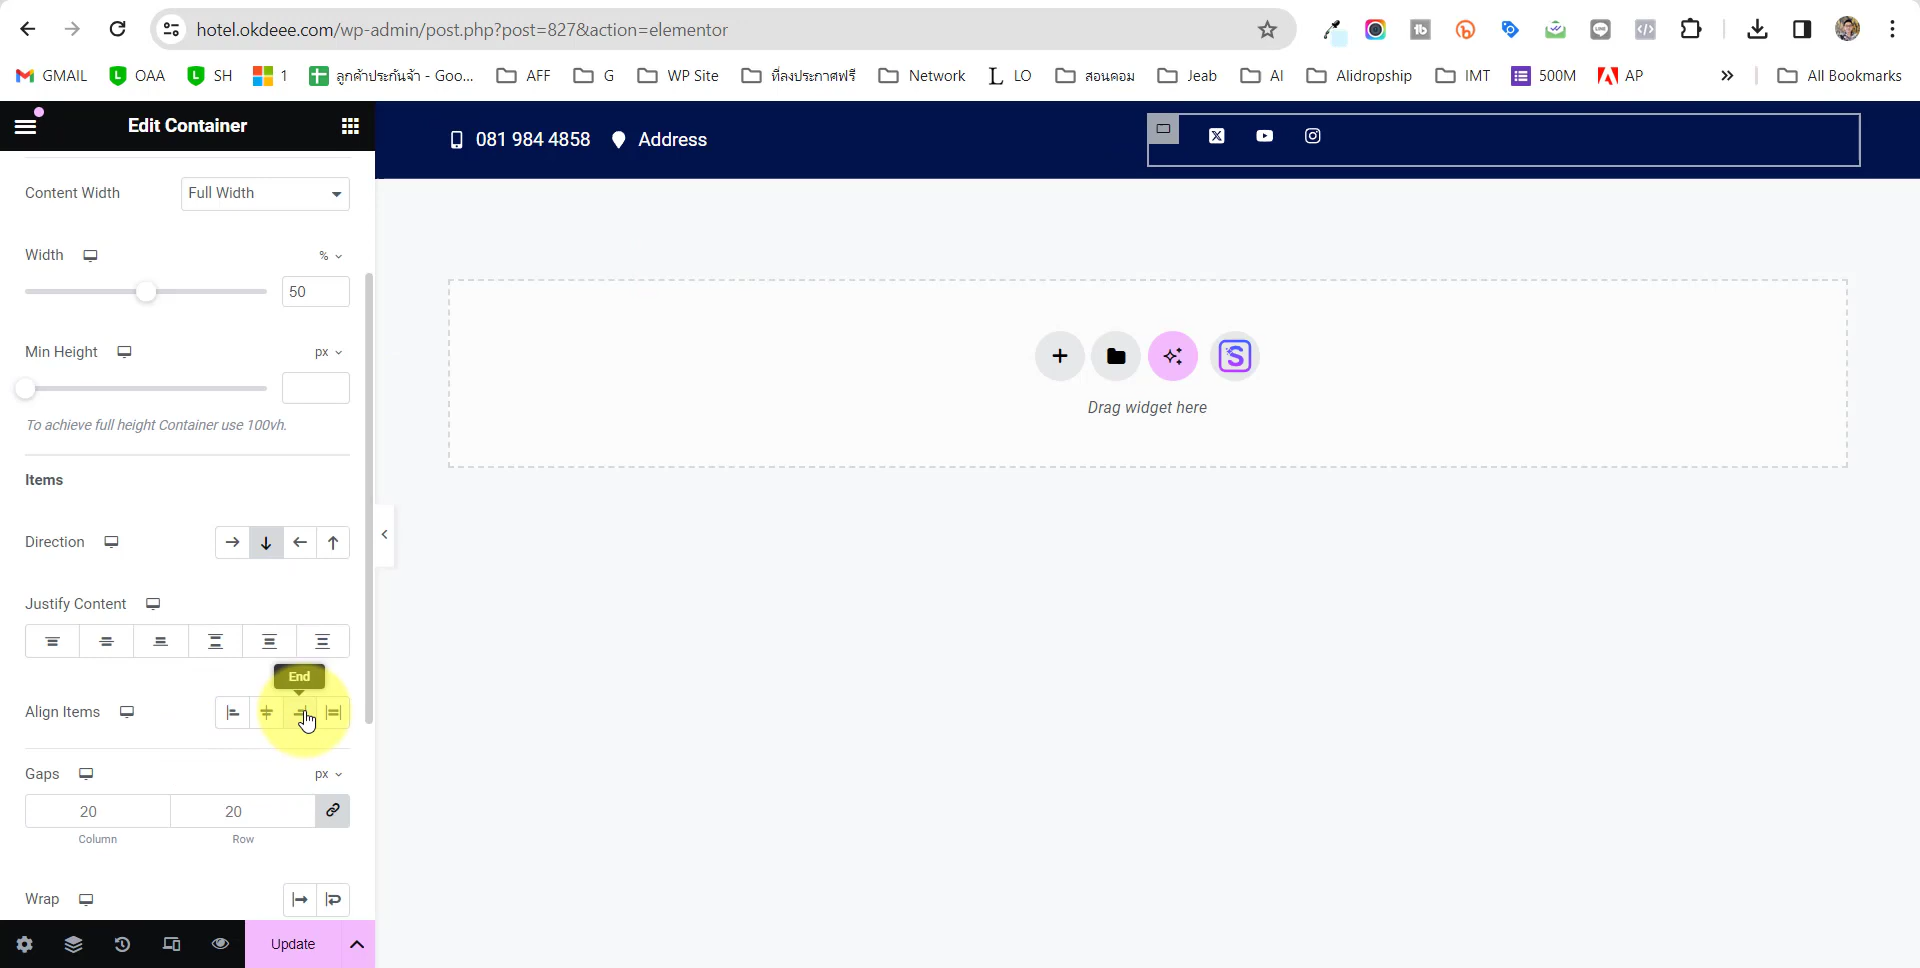 hotel.okdeee.com/wp-admin/post.php?post=827&action=elementor
GMAIL OAA SH 1 ลูกค้าประกันจ๋า - Goo... AFF G WP Site ที่ลงประกาศฟรี Network LO สอนคอม Jeab AI Alidropship IMT 500M AP » All Bookmarks
Edit Container
081 984 4858 Address
Content Width Full Width
Width %
50
Min Height px
To achieve full height Container use 100vh.
Drag widget here
Items
Direction
Justify Content
End
Align Items
Gaps px
20 20
Column Row
Wrap
Update